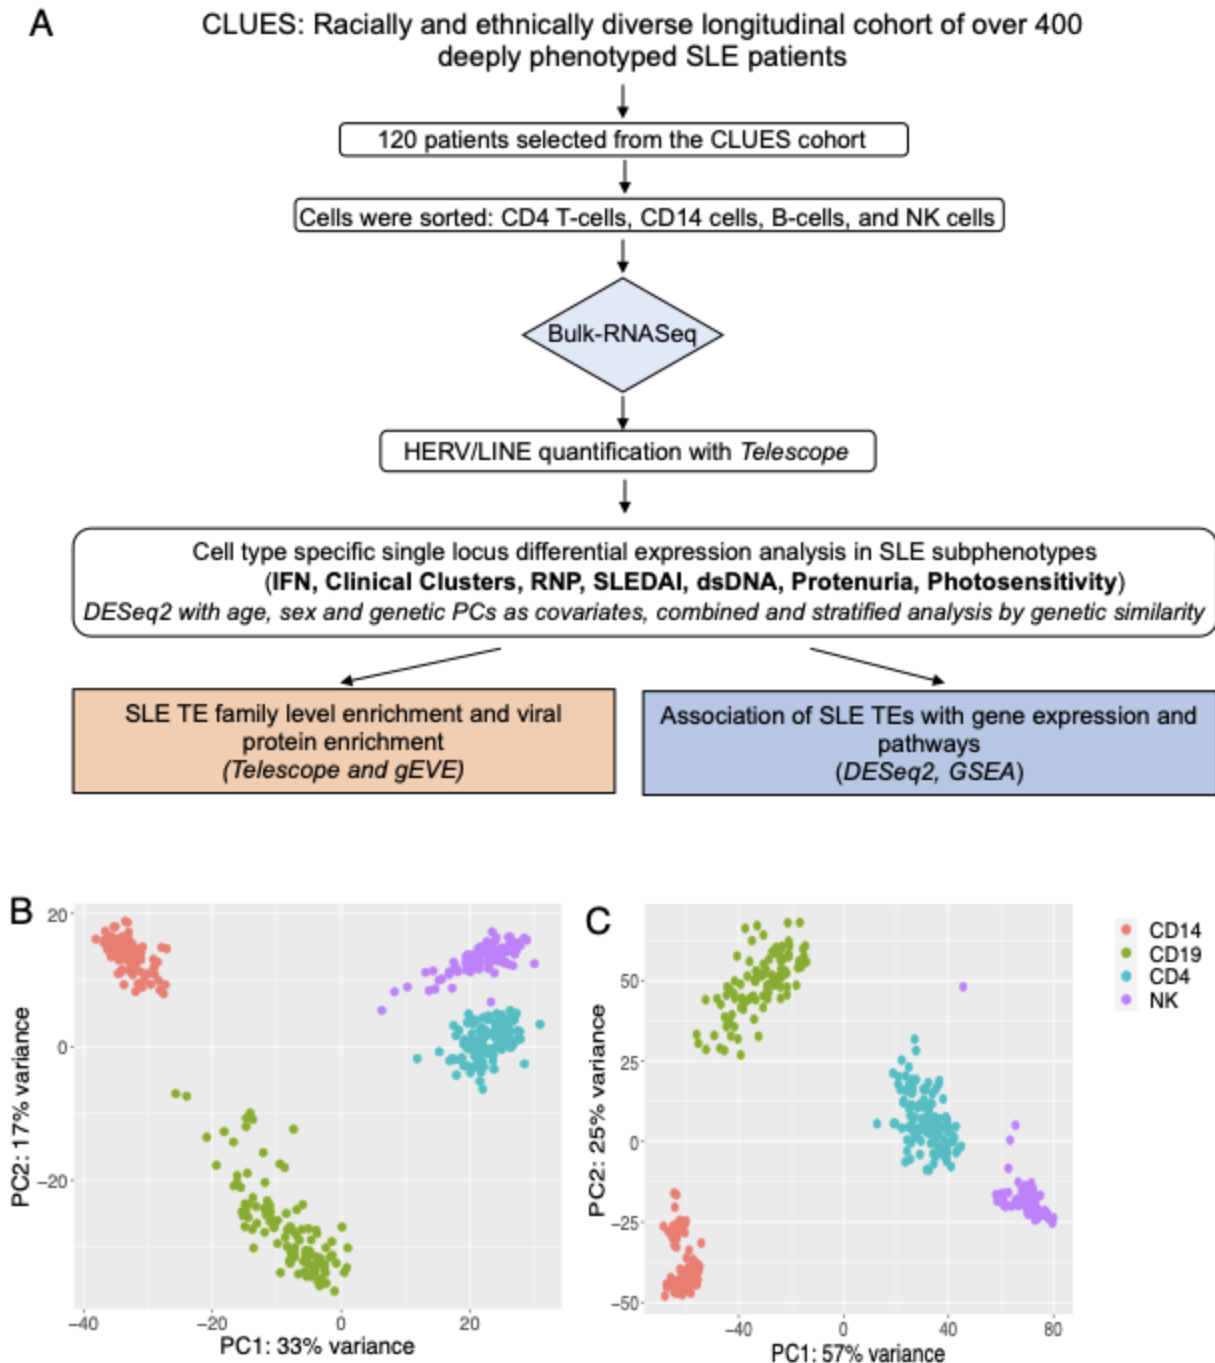 A
CLUES: Racially and ethnically diverse longitudinal cohort of over 400
deeply phenotyped SLE patients
120 patients selected from the CLUES cohort
Cells were sorted: CD4 T-cells, CD14 cells, B-cells, and NK cells
Bulk-RNASeq
HERV/LINE quantification with Telescope
Cell type specific single locus differential expression analysis in SLE subphenotypes
(IFN, Clinical Clusters, RNP, SLEDAI, dsDNA, Protenuria, Photosensitivity)
DESeq2 with age, sex and genetic PCs as covariates, combined and stratified analysis by genetic similarity
SLE TE family level enrichment and viral
protein enrichment
(Telescope and gEVE)
Association of SLE TEs with gene expression and
pathways
(DESeq2, GSEA)
B
PC2: 17% variance
20
0
−20
−40
−20
0
20
PC1: 33% variance
C
PC2: 25% variance
50
25
0
−25
−50
−40
0
40
80
PC1: 57% variance
CD14
CD19
CD4
NK